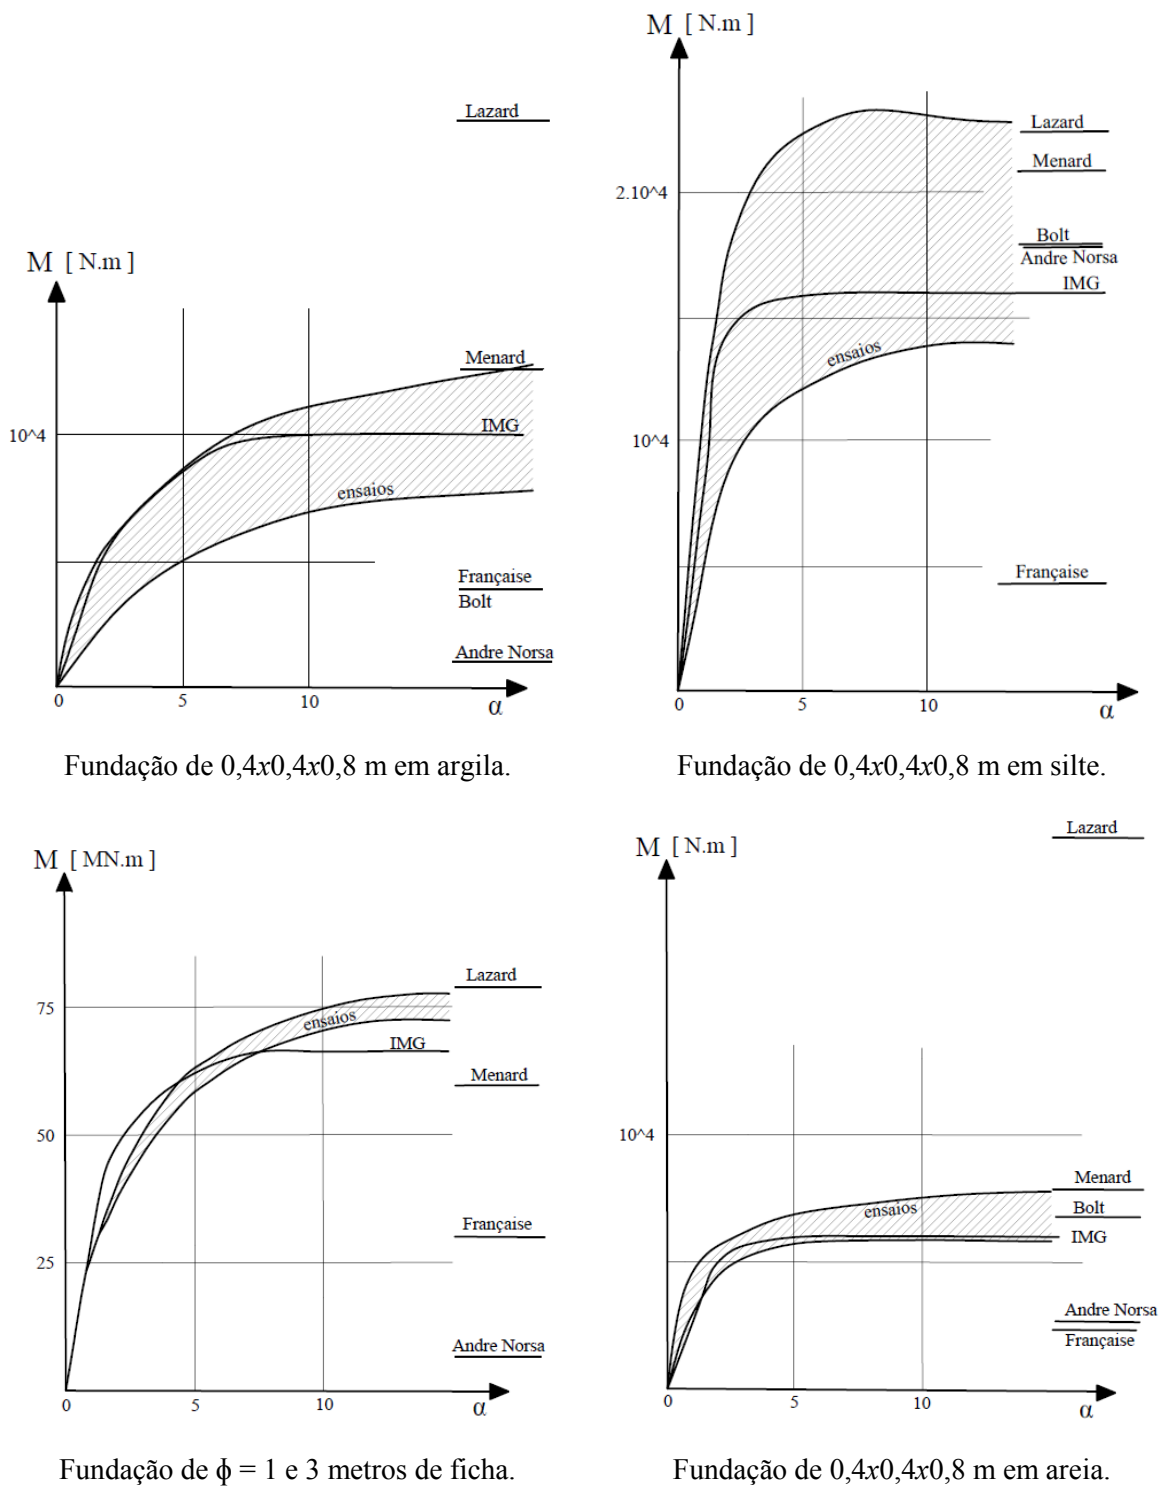 M [ N.m ]
Lazard
Menard
10^4
IMG
ensaios
Française
Bolt
Andre Norsa
0 5 10 α
Fundação de 0,4x0,4x0,8 m em argila.
M [ N.m ]
Lazard
Menard
2.10^4
Bolt
Andre Norsa
IMG
ensaios
10^4
Française
0 5 10 α
Fundação de 0,4x0,4x0,8 m em silte.
M [ MN.m ]
Lazard
75
ensaios
IMG
Menard
50
Française
25
Andre Norsa
0 5 10 α
Fundação de ϕ = 1 e 3 metros de ficha.
Lazard
M [ N.m ]
10^4
Menard
ensaios
Bolt
IMG
Andre Norsa
Française
0 5 10 α
Fundação de 0,4x0,4x0,8 m em areia.